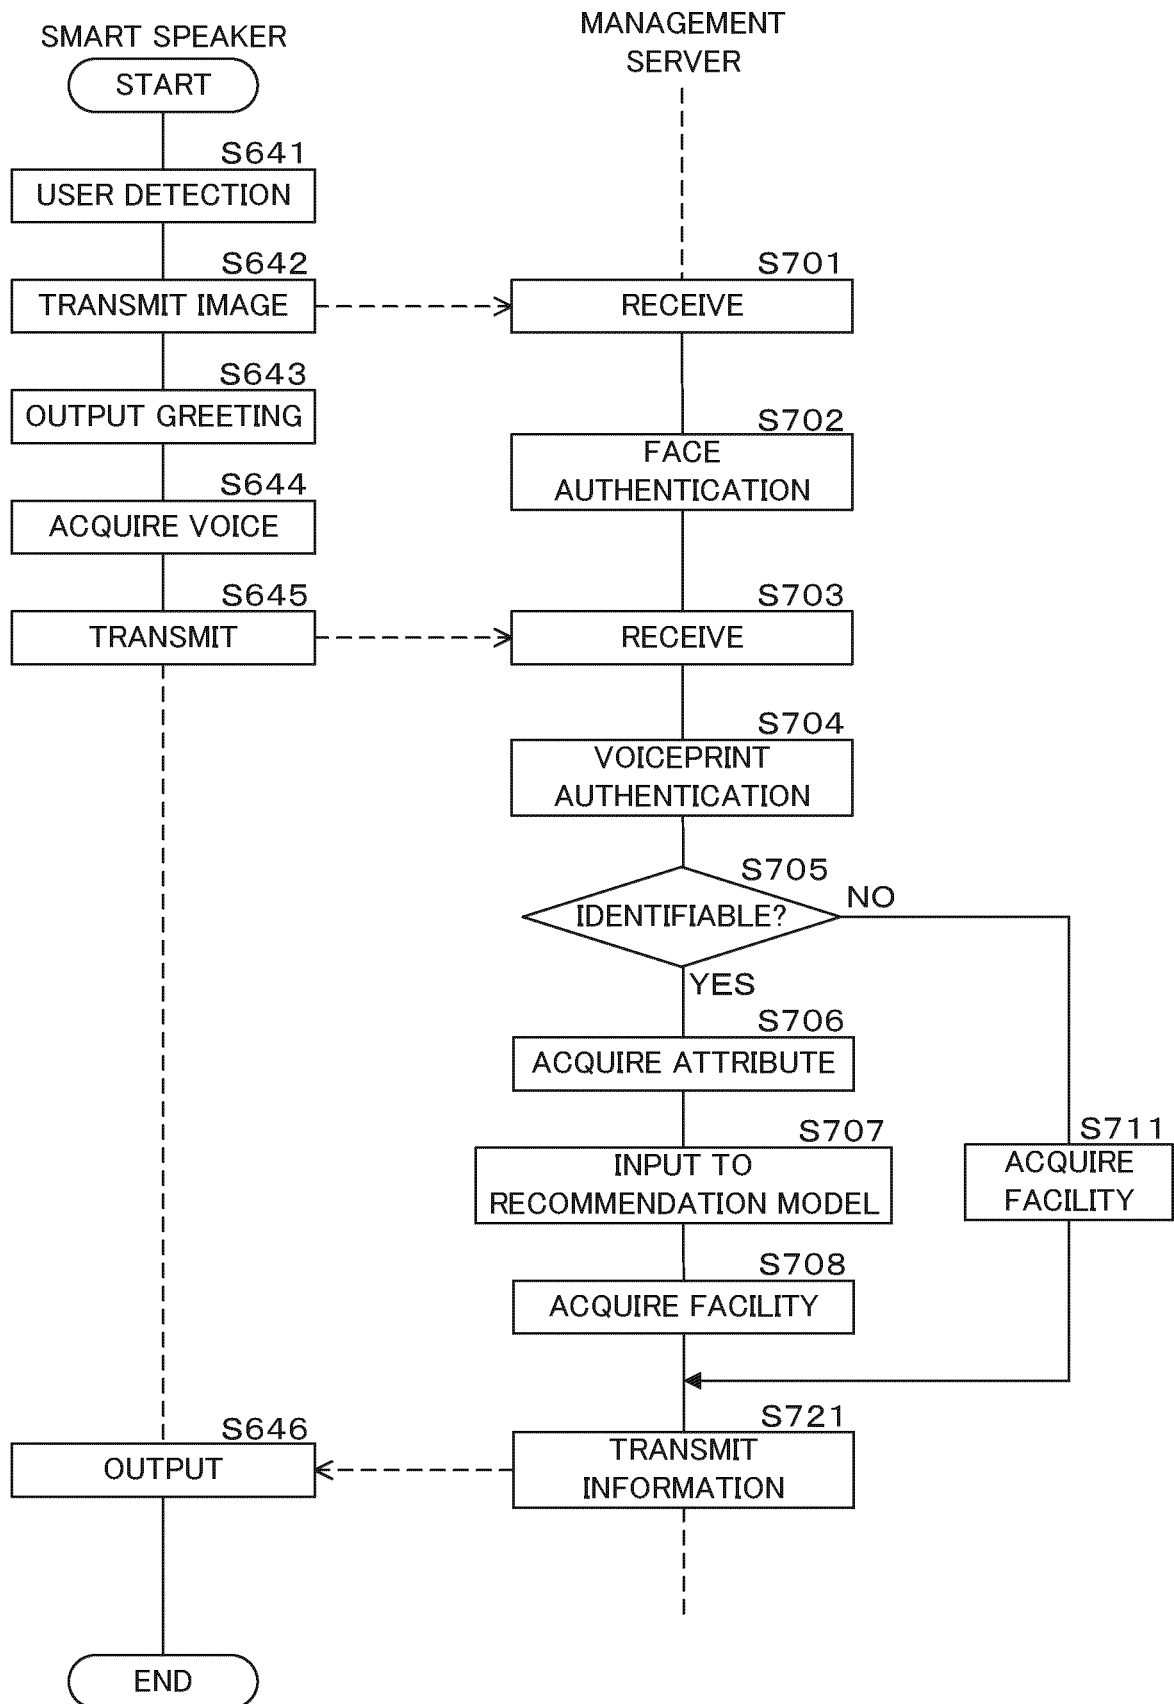 SMART SPEAKER
MANAGEMENT
SERVER
START
S641
USER DETECTION
S642
TRANSMIT IMAGE
S701
RECEIVE
S643
OUTPUT GREETING
S702
FACE
AUTHENTICATION
S644
ACQUIRE VOICE
S645
TRANSMIT
S703
RECEIVE
S704
VOICEPRINT
AUTHENTICATION
S705
IDENTIFIABLE?
NO
YES
S706
ACQUIRE ATTRIBUTE
S707
INPUT TO
RECOMMENDATION MODEL
S711
ACQUIRE
FACILITY
S708
ACQUIRE FACILITY
S721
TRANSMIT
INFORMATION
S646
OUTPUT
END